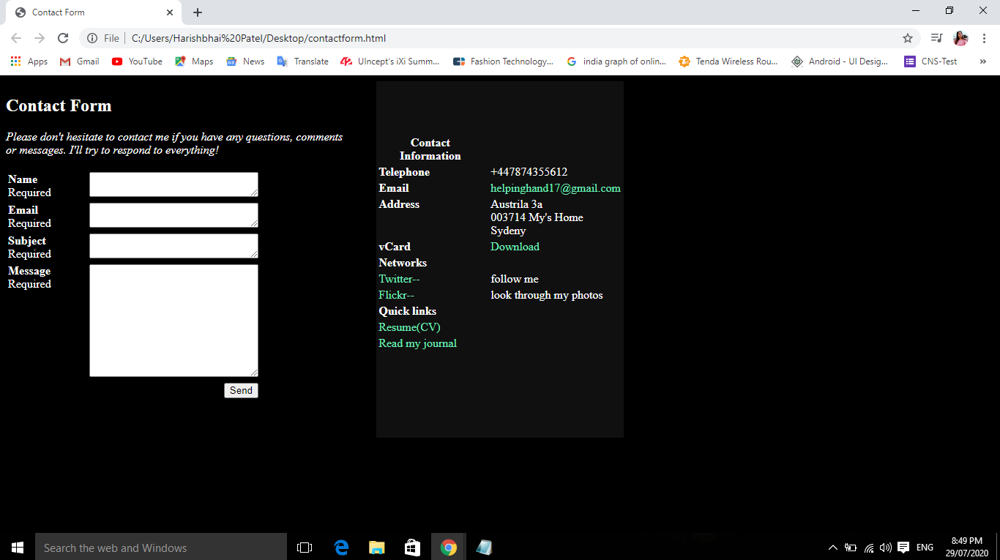 Contact Form
File
C:/Users/Harishbhai%20Patel/Desktop/contactform.html
Apps
Gmail
YouTube
Maps
News
Translate
UIncept's iXi Summ...
Fashion Technology...
india graph of onlin...
Tenda Wireless Rou...
Android - UI Desig...
CNS-Test
»
Contact Form
Please don't hesitate to contact me if you have any questions, comments
or messages. I'll try to respond to everything!
Name
Required
Email
Required
Subject
Required
Message
Required
Send
Contact
Information
Telephone +447874355612
Email helpinghand17@gmail.com
Address Austrila 3a
003714 My's Home
Sydeny
vCard Download
Networks
Twitter-- follow me
Flickr-- look through my photos
Quick links
Resume(CV)
Read my journal
Search the web and Windows
ENG
8:49 PM
29/07/2020